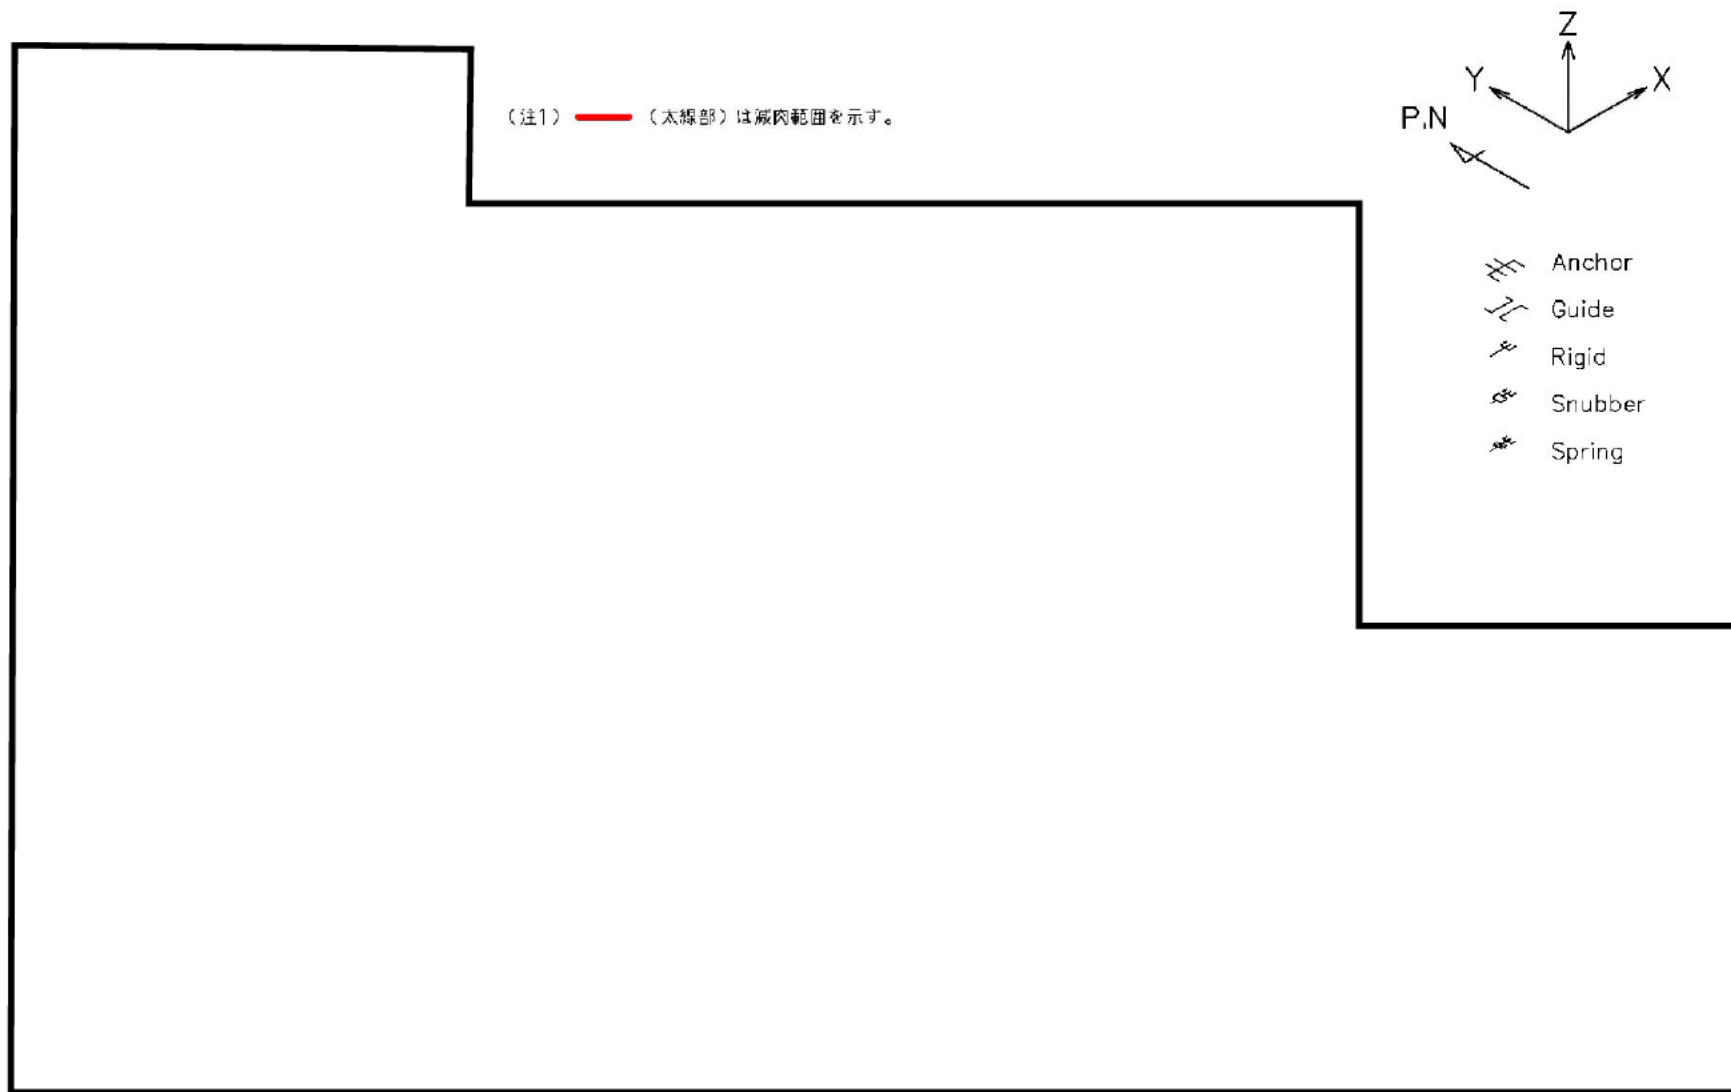 (注1) (太線部)は減肉範囲を示す。
Z
Y
X
P.N
Anchor
Guide
Rigid
Snubber
Spring